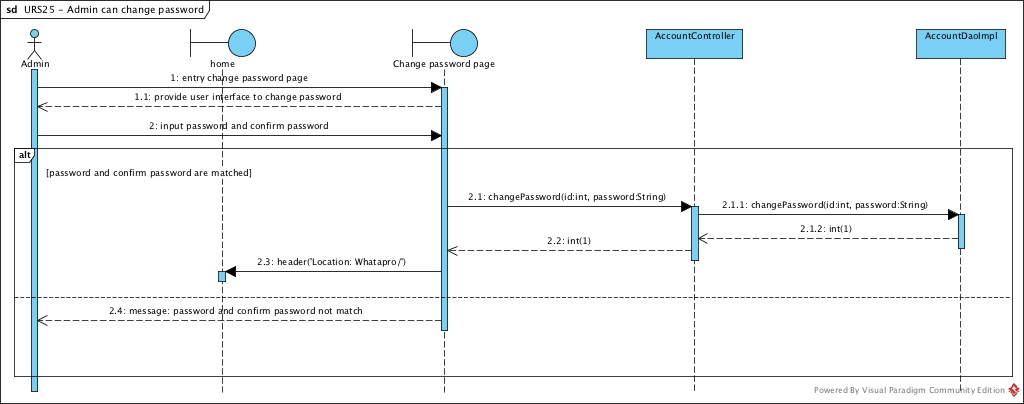 sd URS25 – Admin can change password
Admin
home
Change password page
AccountController
AccountDaoImpl
1: entry change password page
1.1: provide user interface to change password
2: input password and confirm password
alt
[password and confirm password are matched]
2.1: changePassword(id:int, password:String)
2.1.1: changePassword(id:int, password:String)
2.1.2: int(1)
2.2: int(1)
2.3: header("Location: Whatapro/")
2.4: message: password and confirm password not match
Powered By Visual Paradigm Community Edition